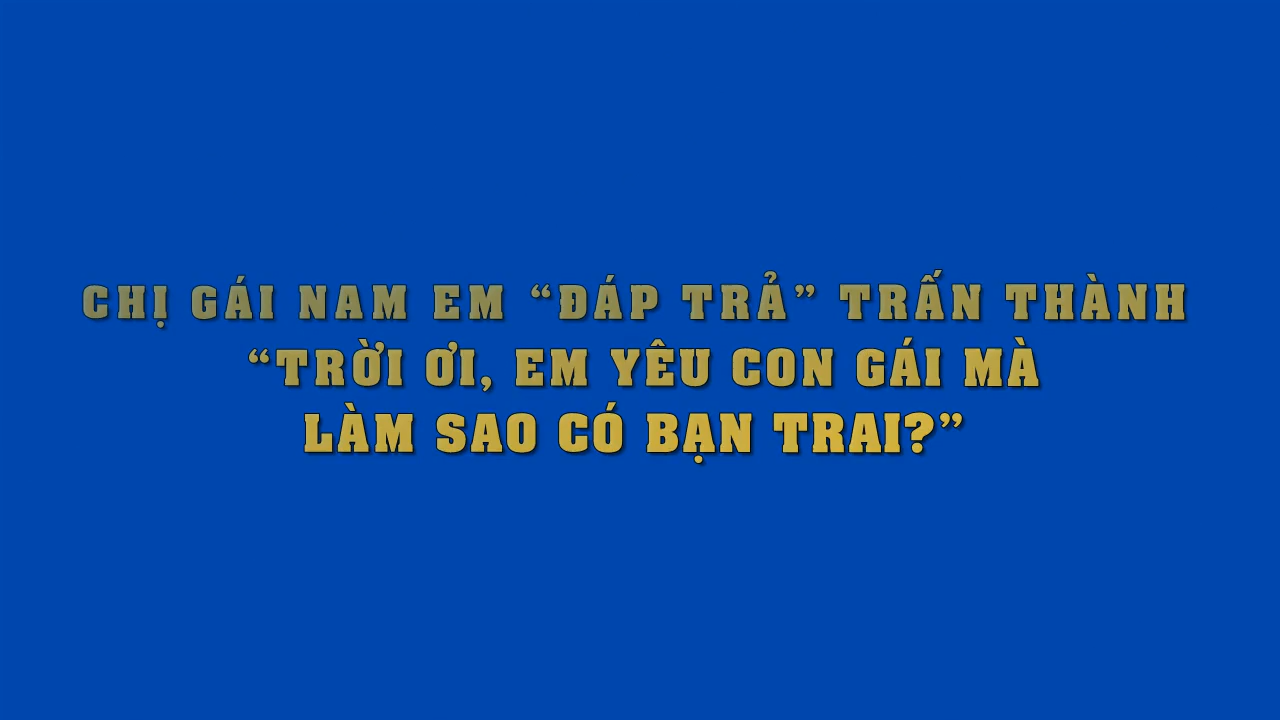 CHỊ GÁI NAM EM “ĐÁP TRẢ” TRẤN THÀNH
“TRỜI ƠI, EM YÊU CON GÁI MÀ
LÀM SAO CÓ BẠN TRAI?”